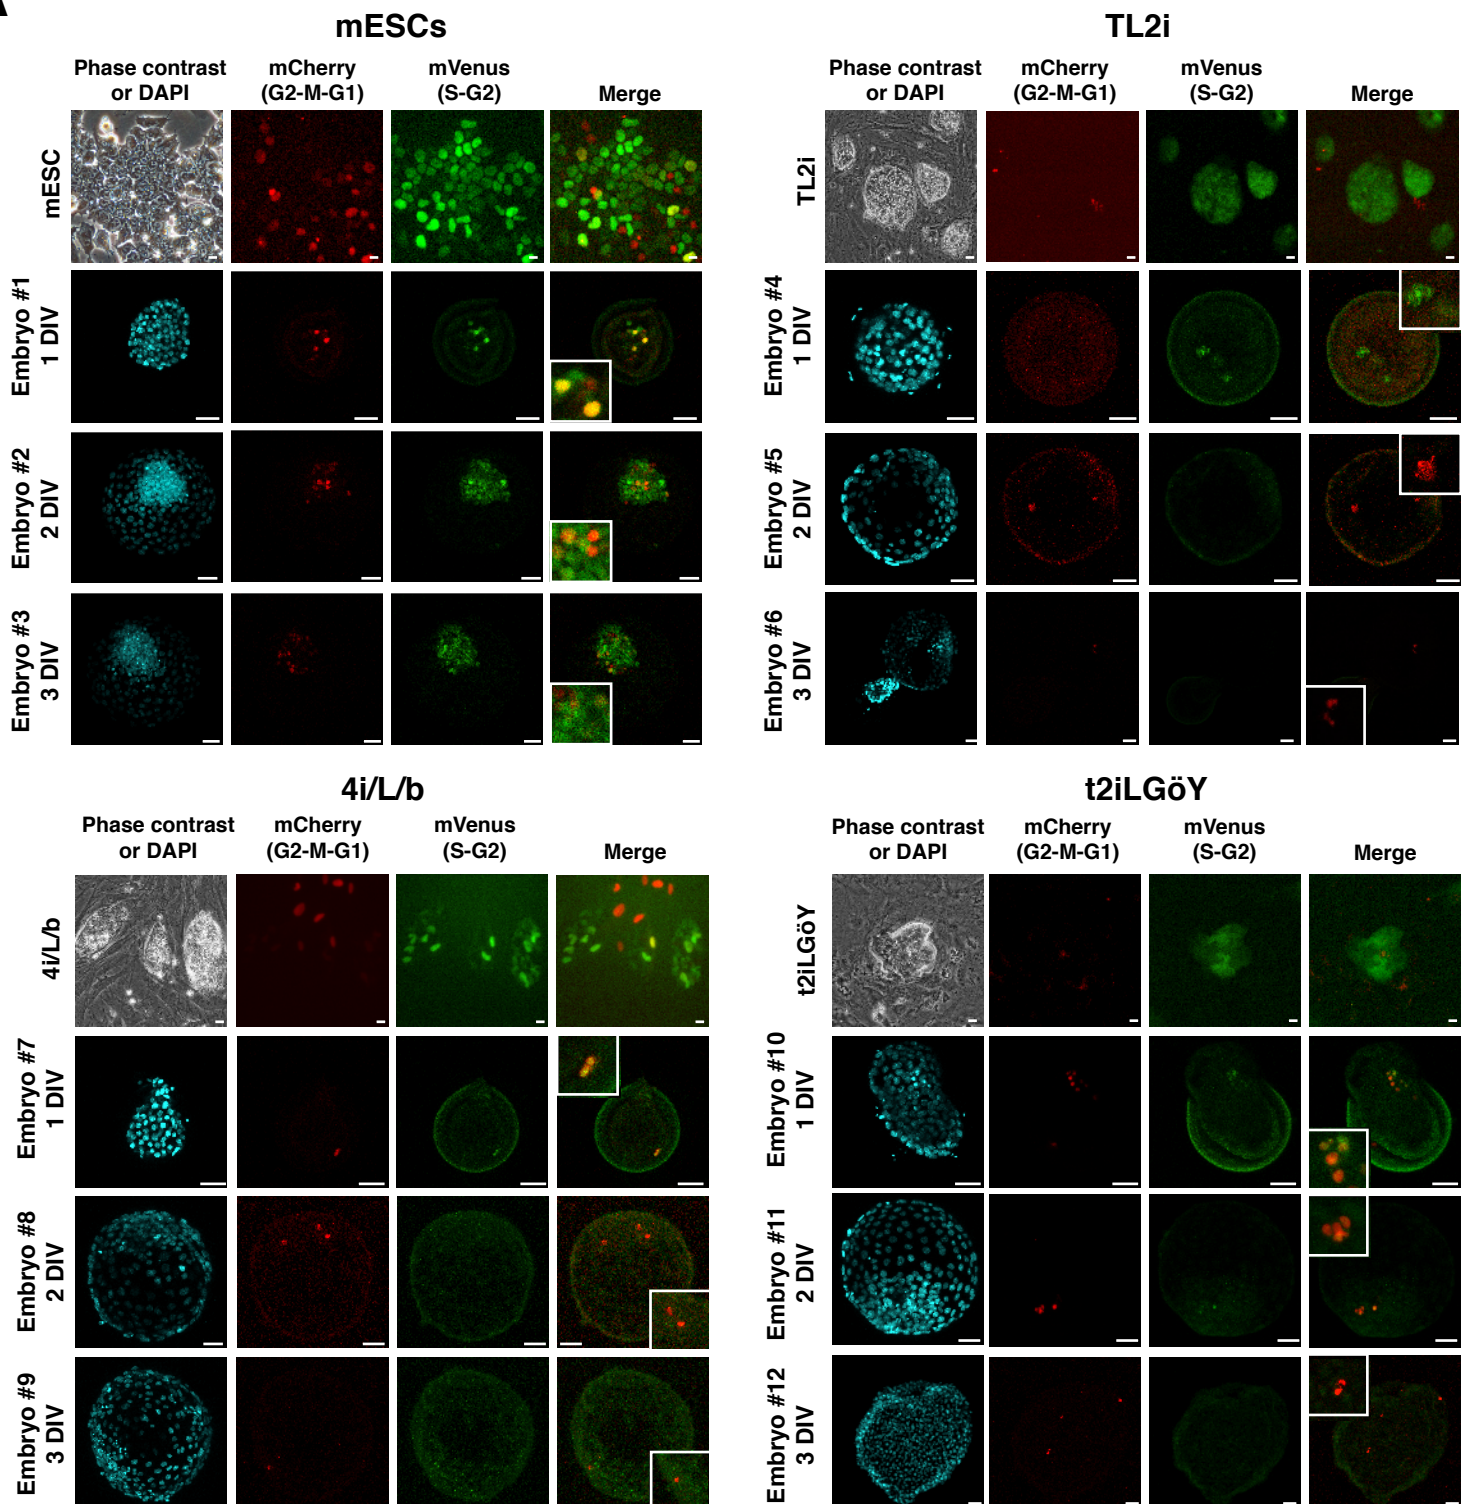 A
mESCs
Phase contrast
or DAPI
mCherry
(G2-M-G1)
mVenus
(S-G2)
Merge
mESC
Embryo #1
1 DIV
Embryo #2
2 DIV
Embryo #3
3 DIV
TL2i
Phase contrast
or DAPI
mCherry
(G2-M-G1)
mVenus
(S-G2)
Merge
TL2i
Embryo #4
1 DIV
Embryo #5
2 DIV
Embryo #6
3 DIV
4i/L/b
Phase contrast
or DAPI
mCherry
(G2-M-G1)
mVenus
(S-G2)
Merge
4i/L/b
Embryo #7
1 DIV
Embryo #8
2 DIV
Embryo #9
3 DIV
t2iLGöY
Phase contrast
or DAPI
mCherry
(G2-M-G1)
mVenus
(S-G2)
Merge
t2iLGöY
Embryo #10
1 DIV
Embryo #11
2 DIV
Embryo #12
3 DIV